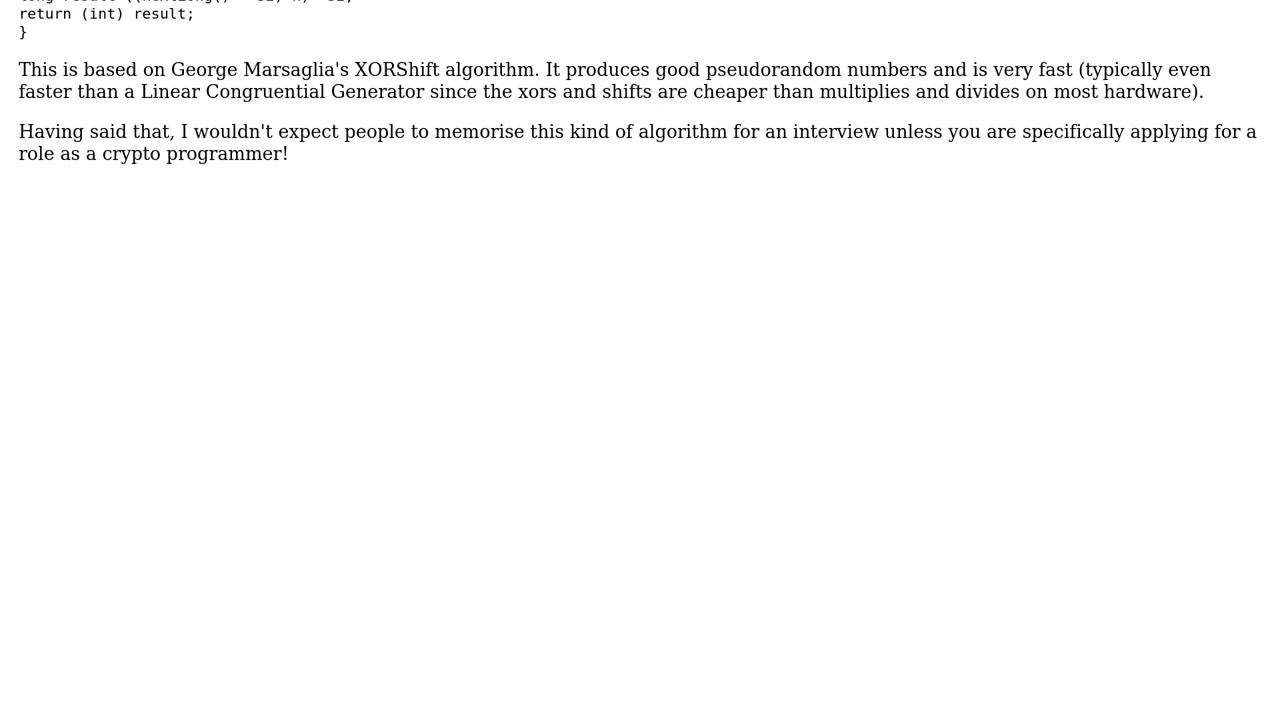 return (int) result;
}
This is based on George Marsaglia's XORShift algorithm. It produces good pseudorandom numbers and is very fast (typically even
faster than a Linear Congruential Generator since the xors and shifts are cheaper than multiplies and divides on most hardware).
Having said that, I wouldn't expect people to memorise this kind of algorithm for an interview unless you are specifically applying for a
role as a crypto programmer!